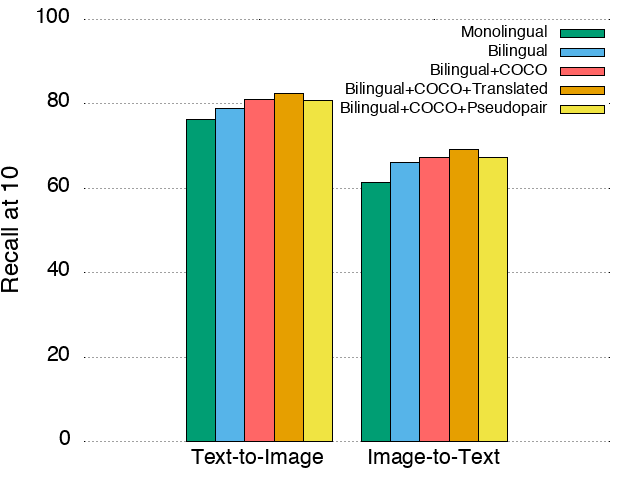 100
80
60
40
20
0
Recall at 10
Monolingual
Bilingual
Bilingual+COCO
Bilingual+COCO+Translated
Bilingual+COCO+Pseudopair
Text-to-Image
Image-to-Text